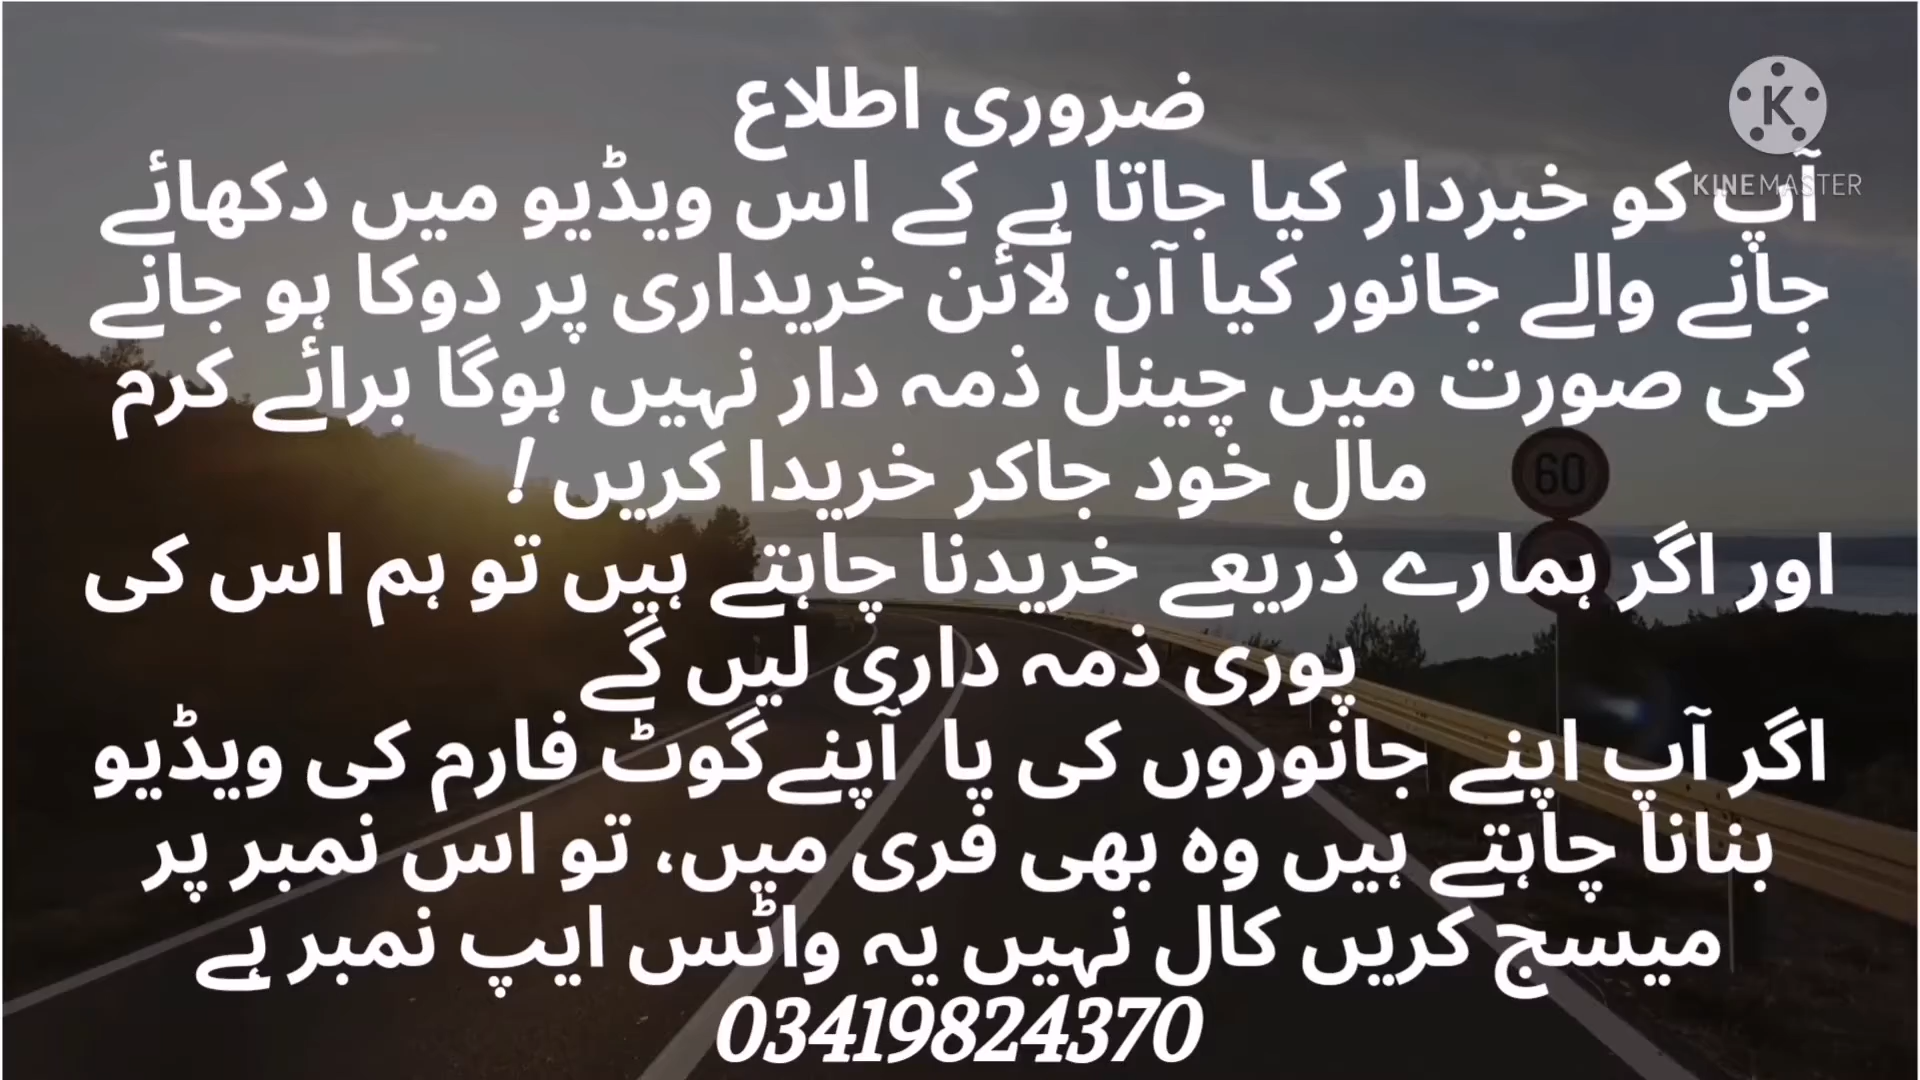 ضروری اطلاع
آپ کو خبردار کیا جاتا ہے کے اس ویڈیو میں دکھائے
جانے والے جانور کیا آن لائن خریداری پر دوکا ہو جانے
کی صورت میں چینل ذمہ دار نہیں ہوگا برائے کرم
مال خود جاکر خریدا کریں !
اور اگر ہمارے ذریعے خریدنا چاہتے ہیں تو ہم اس کی
پوری ذمہ داری لیں گے
اگر آپ اپنے جانوروں کی پا آپنےگوٹ فارم کی ویڈیو
بنانا چاہتے ہیں وہ بھی فری میں، تو اس نمبر پر
میسج کریں کال نہیں یہ واٹس ایپ نمبر ہے
03419824370
K
KINEMASTER
60